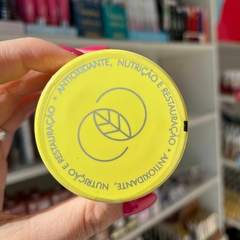 ANTIOXIDANTE, NUTRIÇÃO E RESTAURAÇÃO •
ANTIOXIDANTE, NUTRIÇÃO E RESTAURAÇÃO •